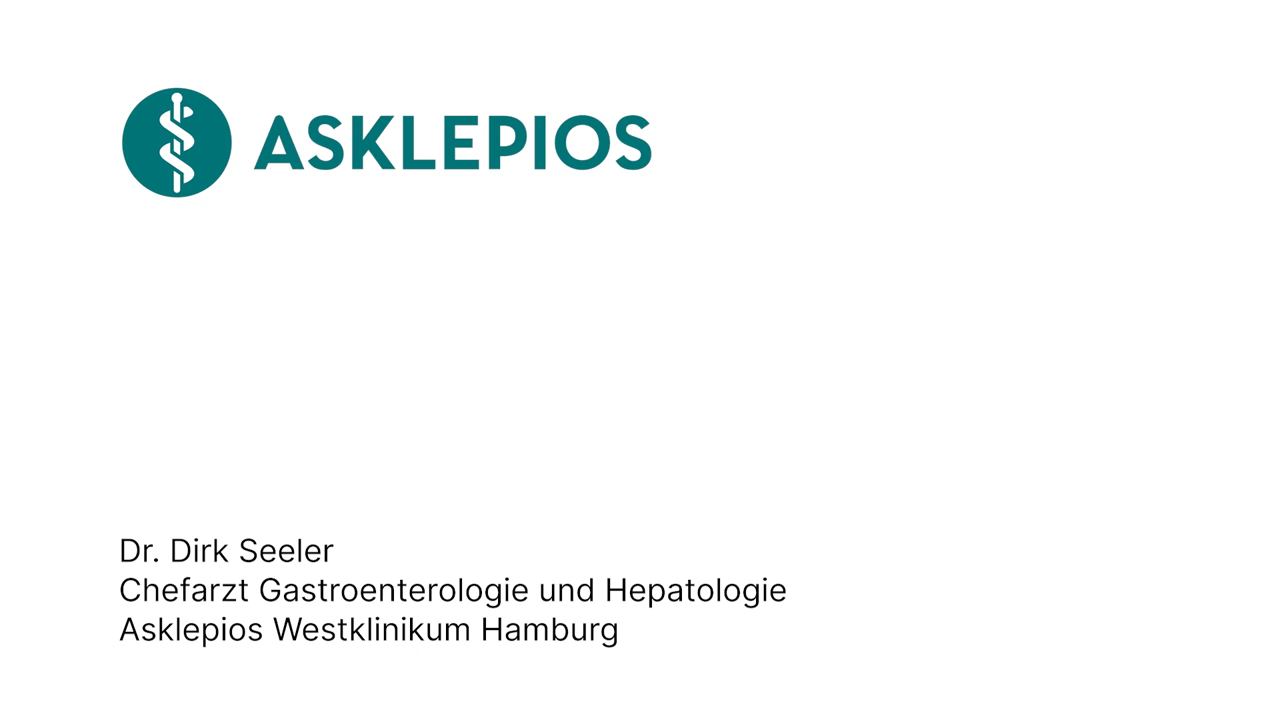 ASKLEPIOS
Dr. Dirk Seeler
Chefarzt Gastroenterologie und Hepatologie
Asklepios Westklinikum Hamburg